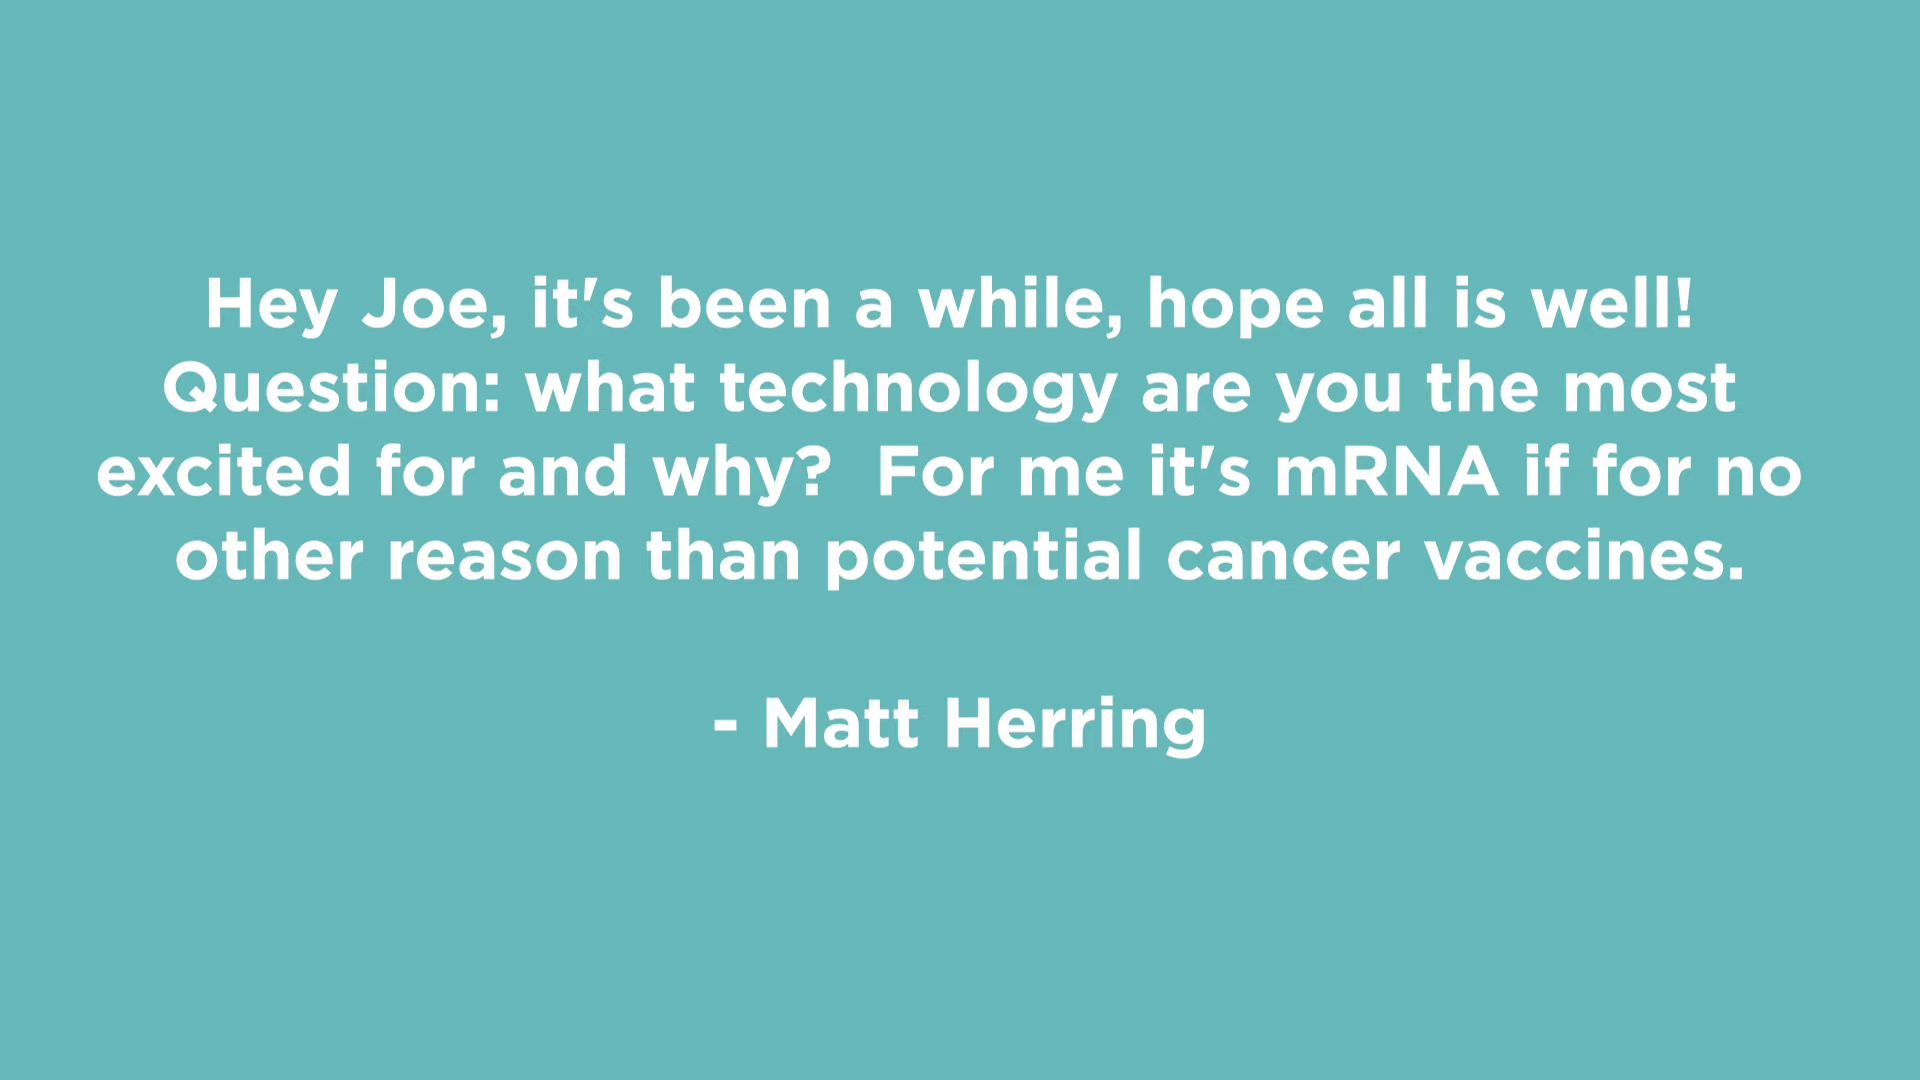 Hey Joe, it's been a while, hope all is well!
Question: what technology are you the most
excited for and why?  For me it's mRNA if for no
other reason than potential cancer vaccines.
- Matt Herring